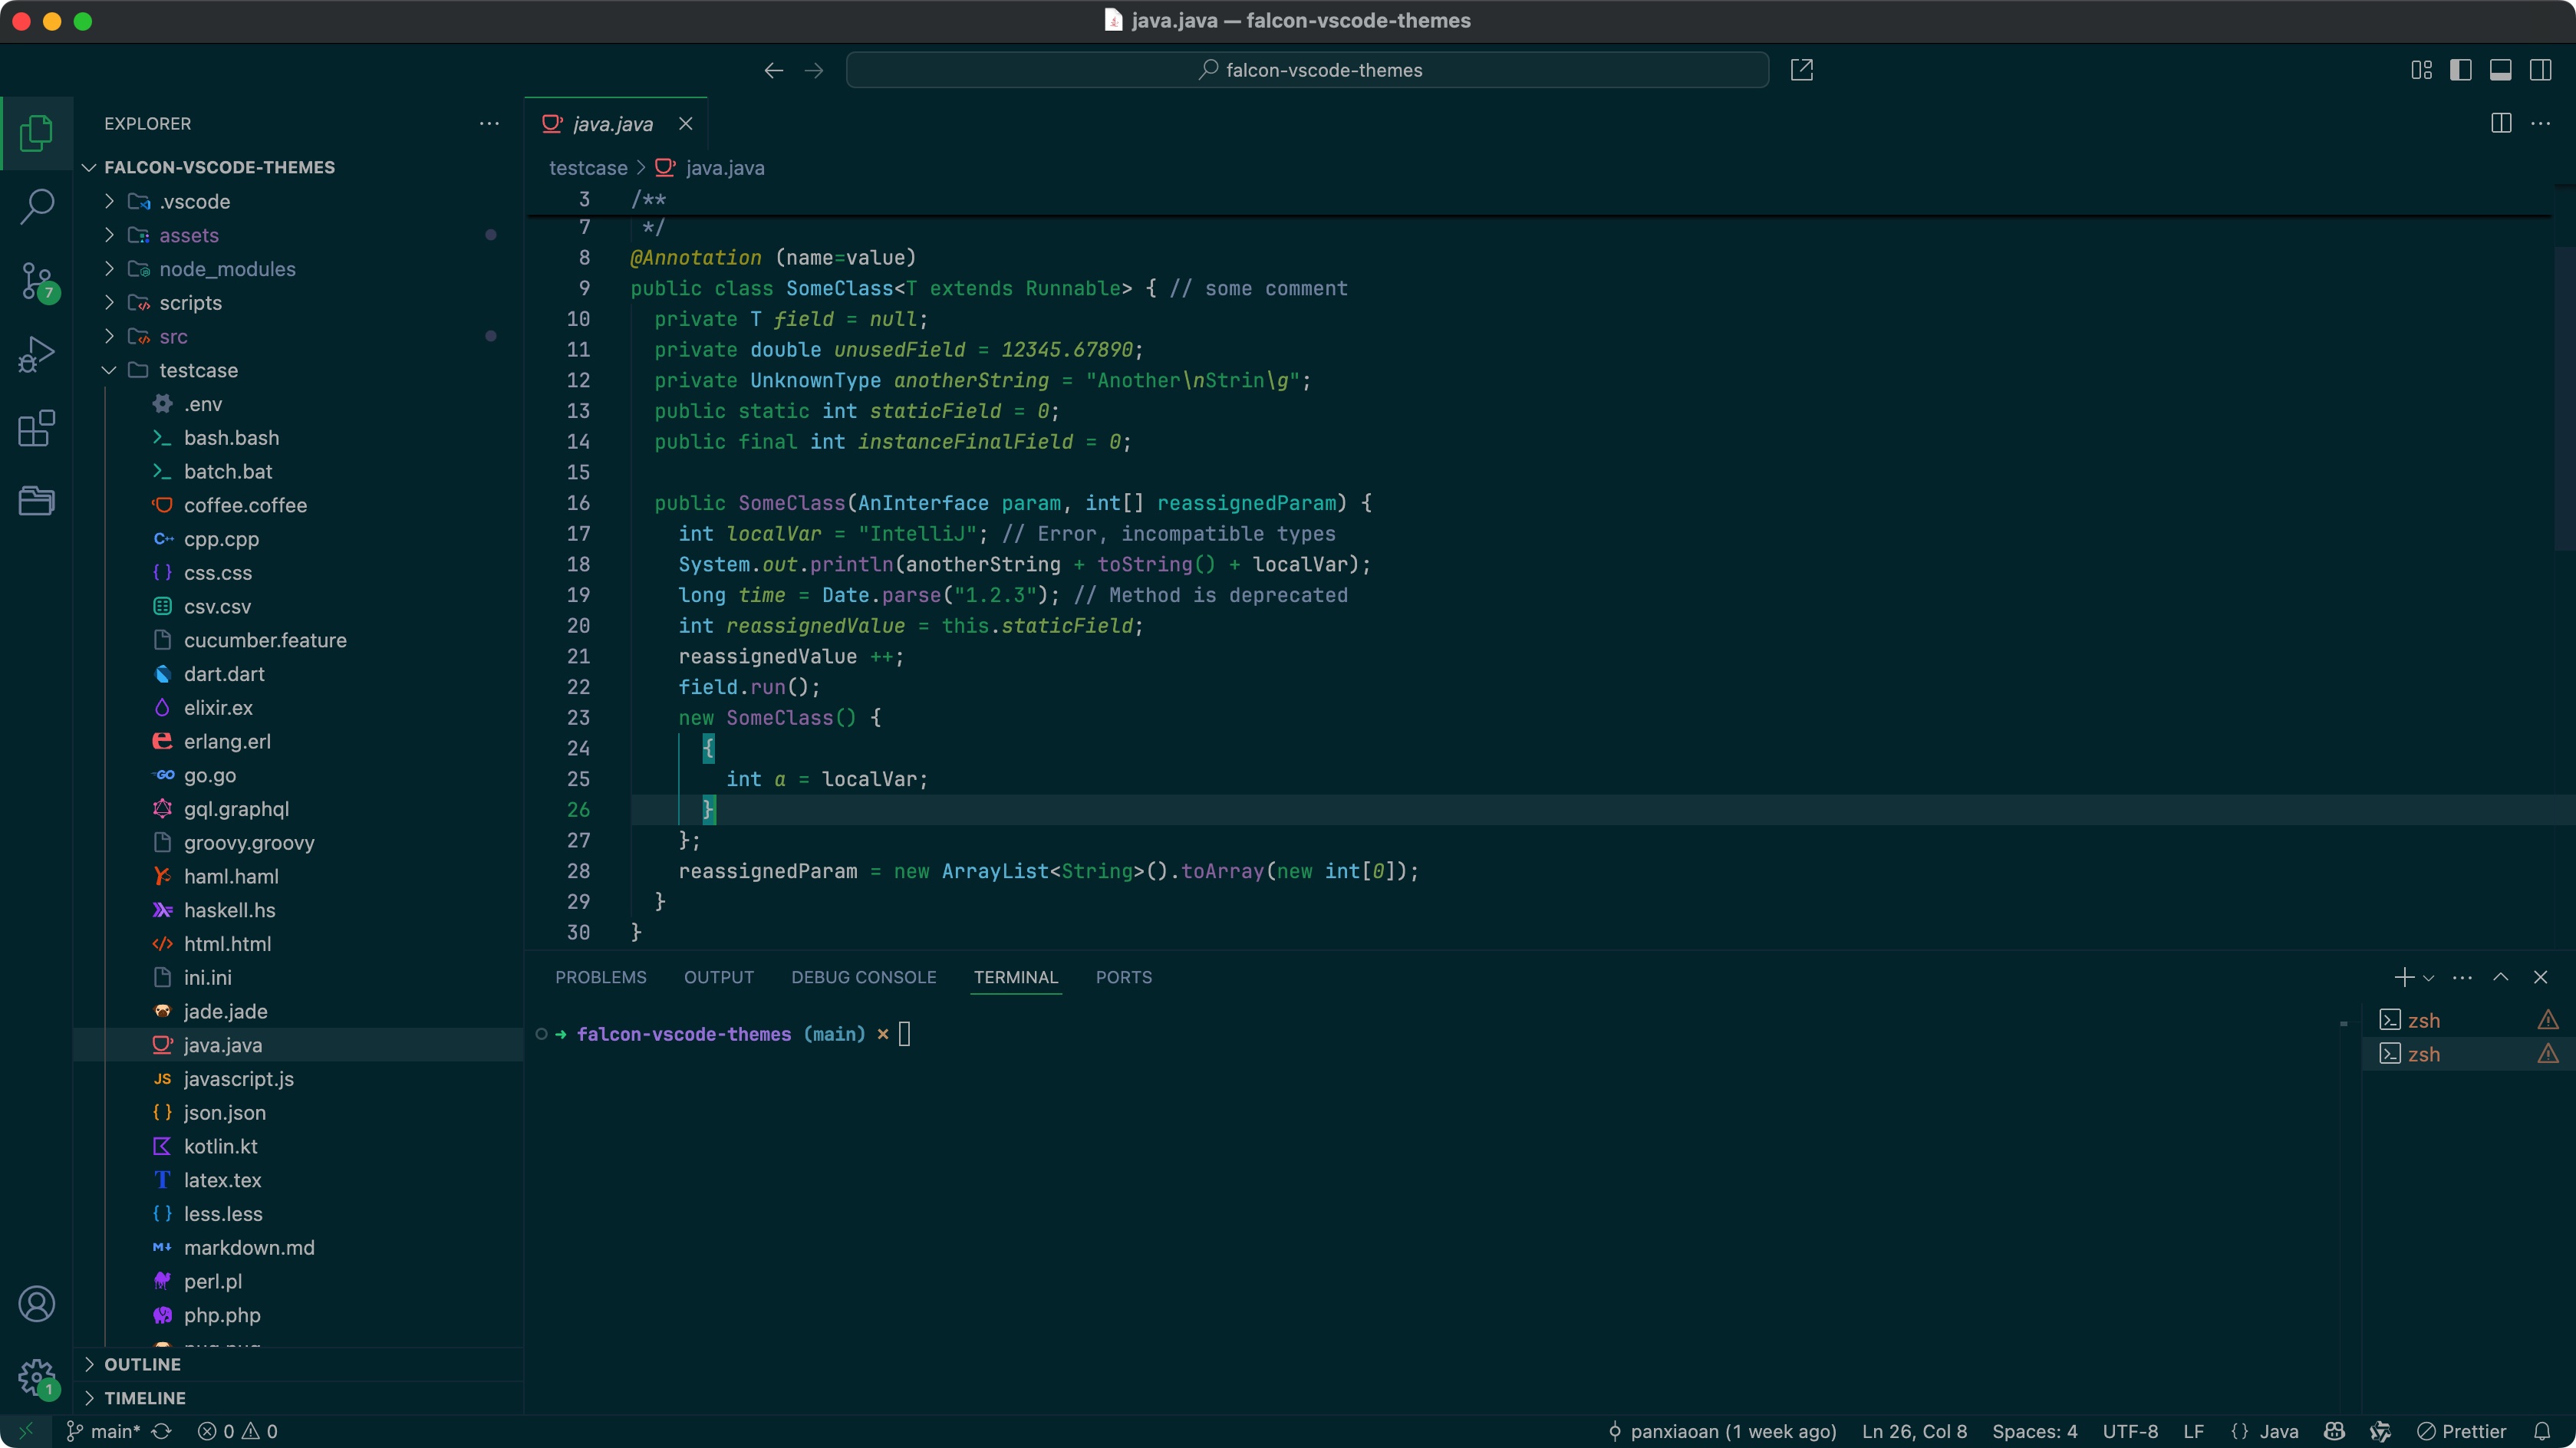 java.java — falcon-vscode-themes
falcon-vscode-themes
EXPLORER
FALCON-VSCODE-THEMES
.vscode
assets
node_modules
scripts
src
testcase
.env
bash.bash
batch.bat
coffee.coffee
C++ cpp.cpp
{ } css.css
csv.csv
cucumber.feature
dart.dart
elixir.ex
erlang.erl
GO go.go
gql.graphql
groovy.groovy
haml.haml
haskell.hs
</> html.html
ini.ini
jade.jade
java.java
JS javascript.js
{ } json.json
kotlin.kt
T latex.tex
{ } less.less
M↓ markdown.md
perl.pl
php.php
OUTLINE
TIMELINE
7
1
java.java
testcase > java.java
3 /**
7  */
8 @Annotation (name=value)
9 public class SomeClass<T extends Runnable> { // some comment
10   private T field = null;
11   private double unusedField = 12345.67890;
12   private UnknownType anotherString = "Another\nStrin\g";
13   public static int staticField = 0;
14   public final int instanceFinalField = 0;
15
16   public SomeClass(AnInterface param, int[] reassignedParam) {
17     int localVar = "IntelliJ"; // Error, incompatible types
18     System.out.println(anotherString + toString() + localVar);
19     long time = Date.parse("1.2.3"); // Method is deprecated
20     int reassignedValue = this.staticField;
21     reassignedValue ++;
22     field.run();
23     new SomeClass() {
24       {
25         int a = localVar;
26       }
27     };
28     reassignedParam = new ArrayList<String>().toArray(new int[0]);
29   }
30 }
PROBLEMS OUTPUT DEBUG CONSOLE TERMINAL PORTS
➜ falcon-vscode-themes (main) ×
zsh
zsh
main* 0 0 panxiaoan (1 week ago) Ln 26, Col 8 Spaces: 4 UTF-8 LF { } Java Prettier